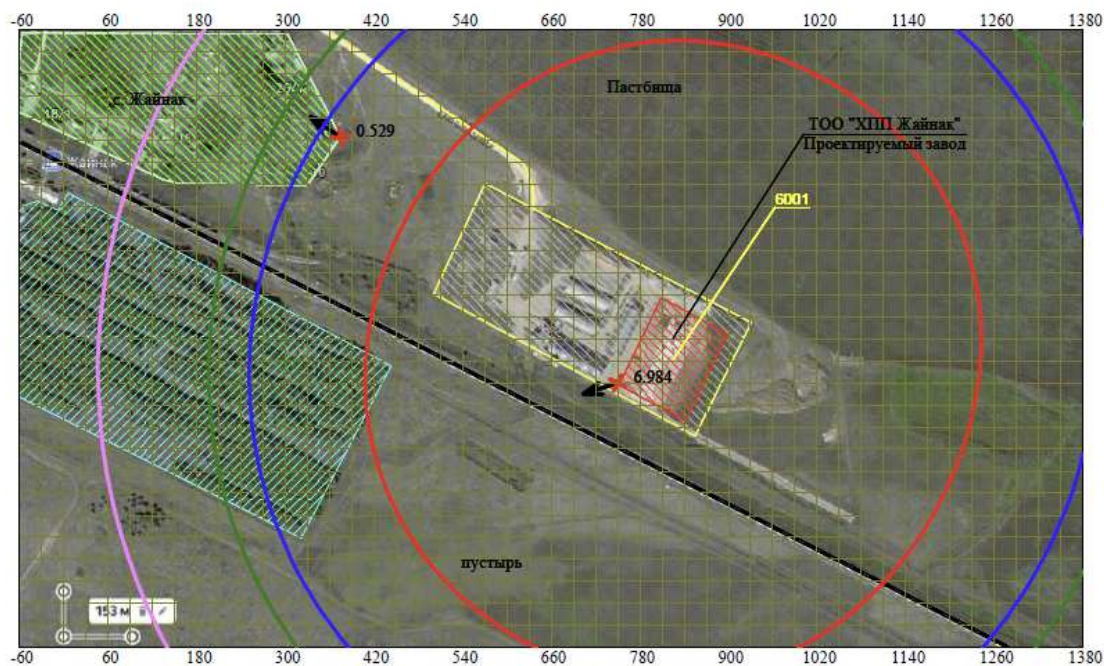 -60 60 180 300 420 540 660 780 900 1020 1140 1260 1380
Пастбища
с. Жайнак
ТОО "ХПП Жайнак"
Проектируемый завод
0.529
6001
6.984
пустырь
153 м
-60 60 180 300 420 540 660 780 900 1020 1140 1260 1380